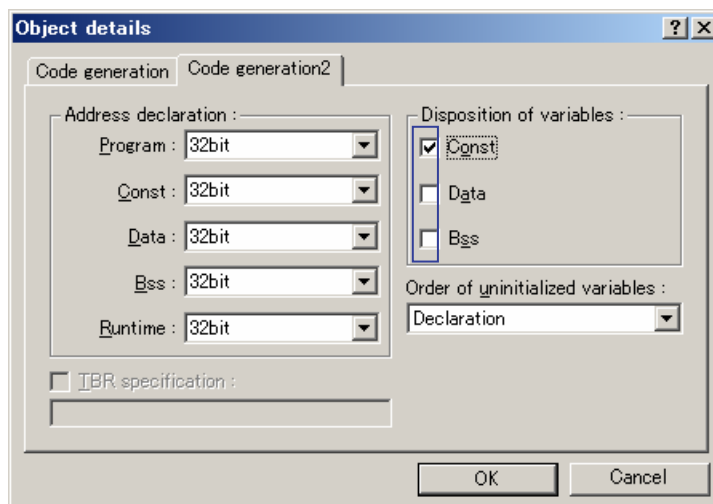 Object details
Code generation
Code generation2
Address declaration :
Program : 32bit
Const : 32bit
Data : 32bit
Bss : 32bit
Runtime : 32bit
TBR specification :
Disposition of variables :
Const
Data
Bss
Order of uninitialized variables :
Declaration
OK
Cancel